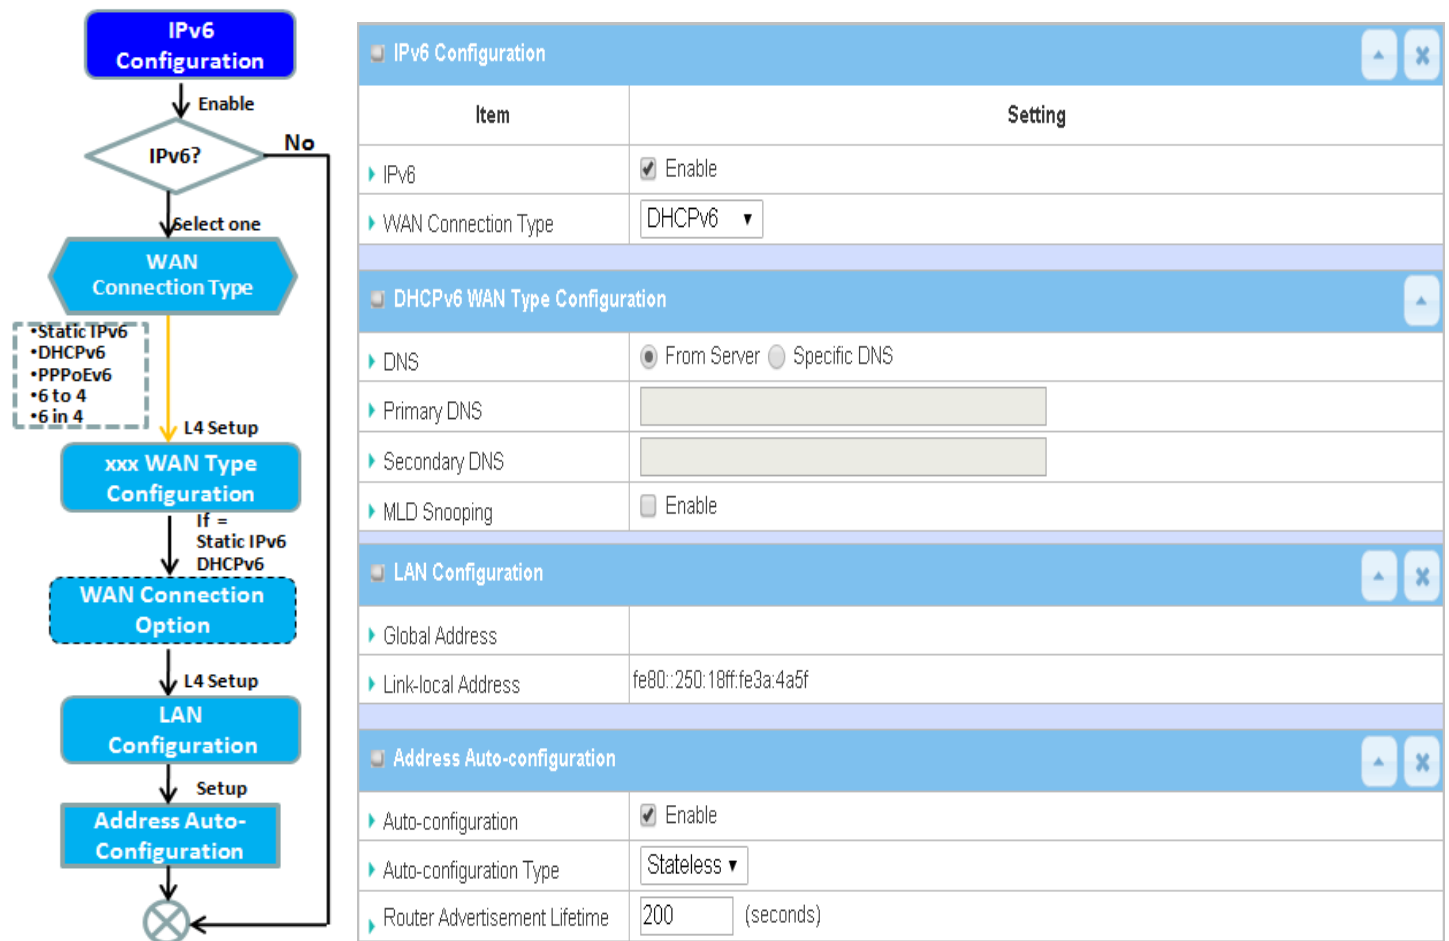 IPv6
Configuration
Enable
IPv6?
No
Select one
WAN
Connection Type
•Static IPv6
•DHCPv6
•PPPoEv6
•6 to 4
•6 in 4
L4 Setup
xxx WAN Type
Configuration
If =
Static IPv6
DHCPv6
WAN Connection
Option
L4 Setup
LAN
Configuration
Setup
Address Auto-
Configuration
IPv6 Configuration
Item Setting
IPv6 Enable
WAN Connection Type DHCPv6
DHCPv6 WAN Type Configuration
DNS From Server Specific DNS
Primary DNS
Secondary DNS
MLD Snooping Enable
LAN Configuration
Global Address
Link-local Address fe80::250:18ff:fe3a:4a5f
Address Auto-configuration
Auto-configuration Enable
Auto-configuration Type Stateless
Router Advertisement Lifetime 200 (seconds)